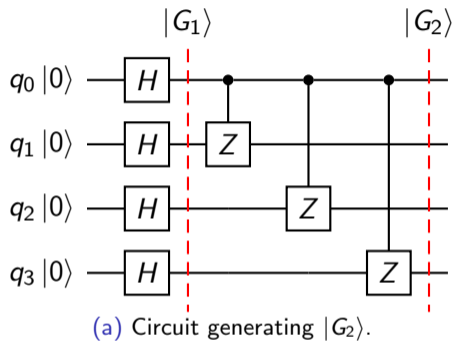 |G₁⟩ |G₂⟩
q₀ |0⟩ H
q₁ |0⟩ H Z
q₂ |0⟩ H Z
q₃ |0⟩ H Z
(a) Circuit generating |G₂⟩.